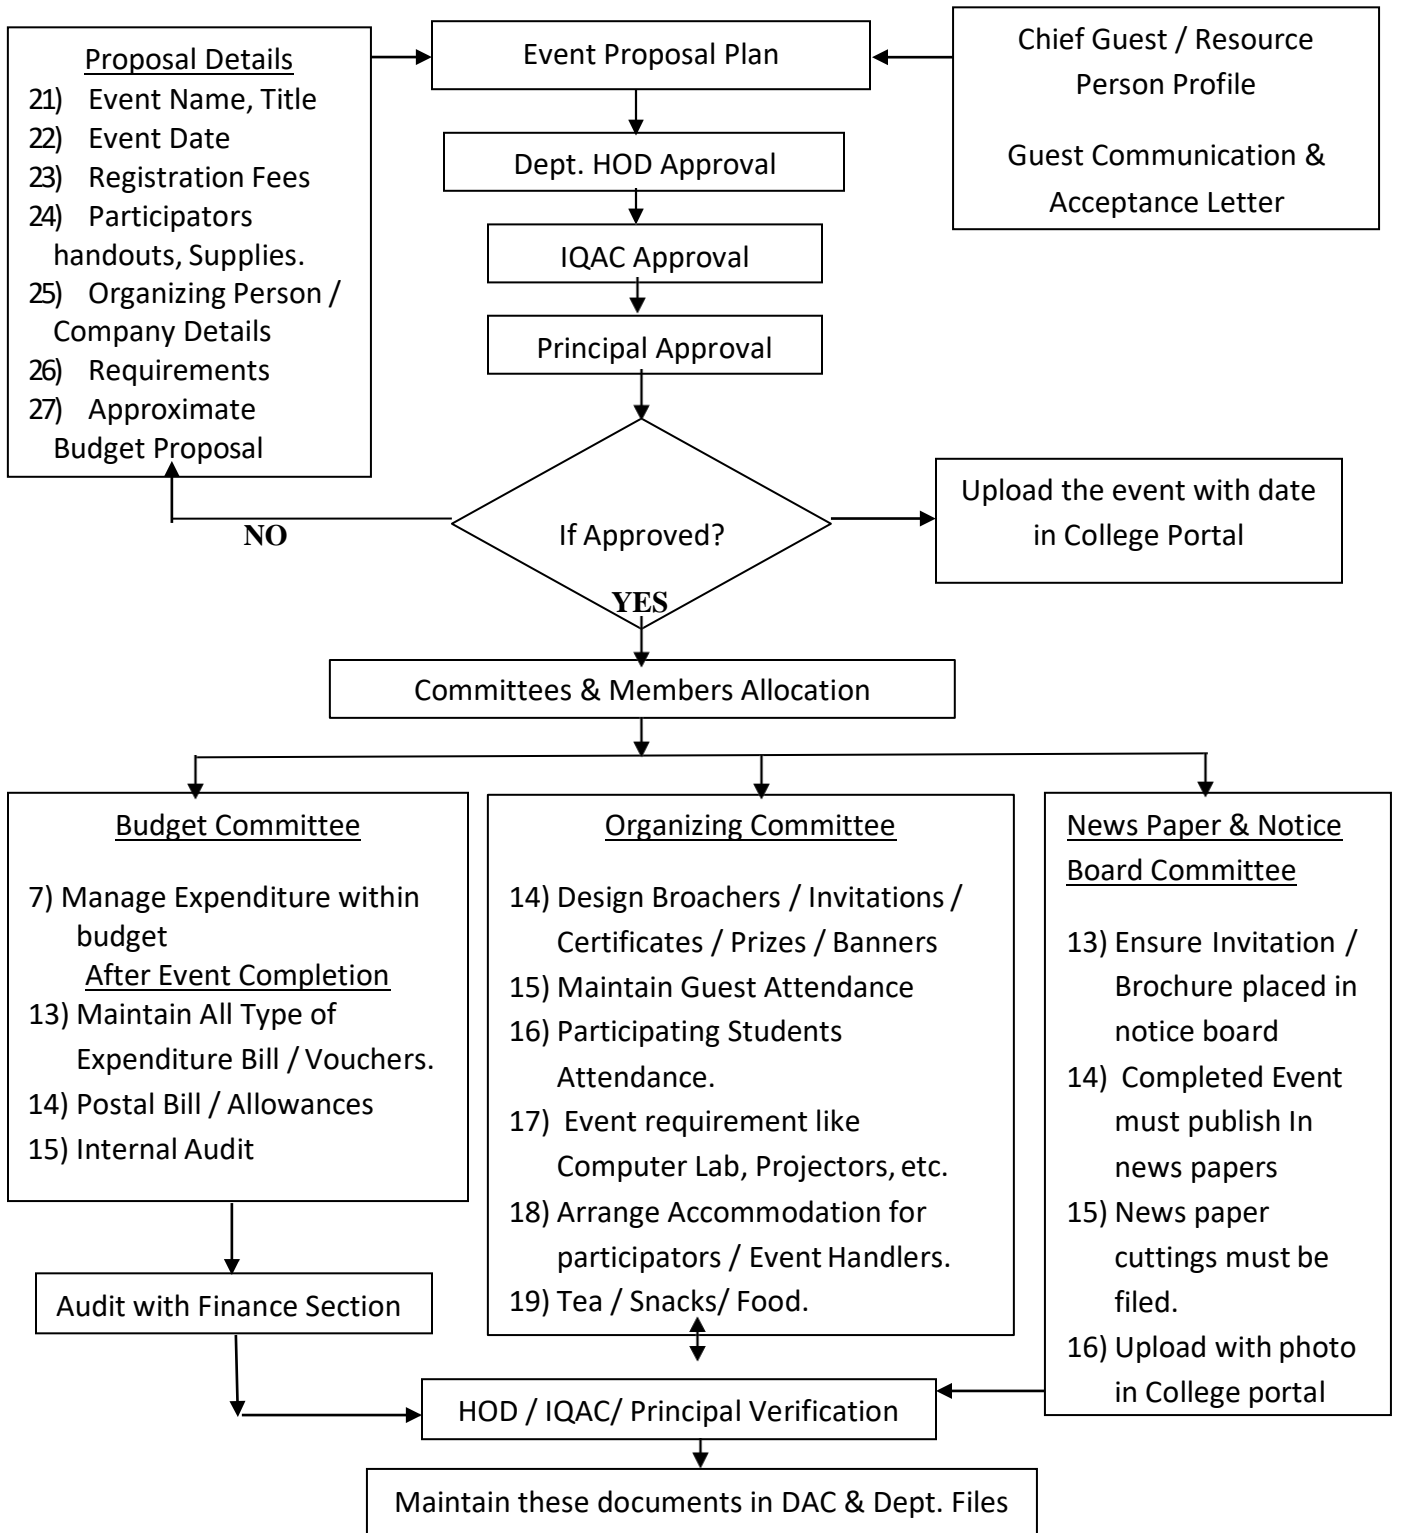 Proposal Details
21) Event Name, Title
22) Event Date
23) Registration Fees
24) Participators
handouts, Supplies.
25) Organizing Person /
Company Details
26) Requirements
27) Approximate
Budget Proposal
Event Proposal Plan
Chief Guest / Resource
Person Profile
Guest Communication &
Acceptance Letter
Dept. HOD Approval
IQAC Approval
Principal Approval
If Approved?
NO
YES
Upload the event with date
in College Portal
Committees & Members Allocation
Budget Committee
7) Manage Expenditure within
budget
After Event Completion
13) Maintain All Type of
Expenditure Bill / Vouchers.
14) Postal Bill / Allowances
15) Internal Audit
Organizing Committee
14) Design Broachers / Invitations /
Certificates / Prizes / Banners
15) Maintain Guest Attendance
16) Participating Students
Attendance.
17) Event requirement like
Computer Lab, Projectors, etc.
18) Arrange Accommodation for
participators / Event Handlers.
19) Tea / Snacks/ Food.
News Paper & Notice
Board Committee
13) Ensure Invitation /
Brochure placed in
notice board
14) Completed Event
must publish In
news papers
15) News paper
cuttings must be
filed.
16) Upload with photo
in College portal
Audit with Finance Section
HOD / IQAC/ Principal Verification
Maintain these documents in DAC & Dept. Files